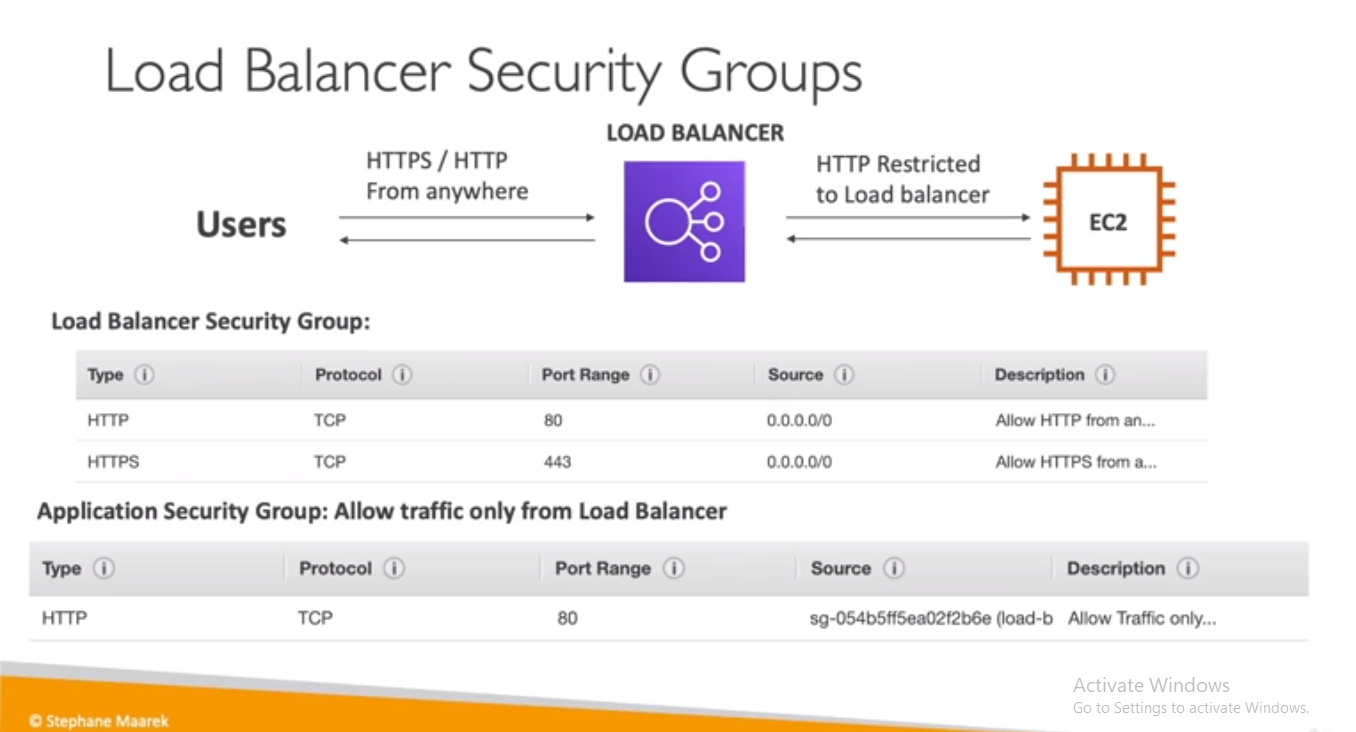 Load Balancer Security Groups
LOAD BALANCER
HTTPS / HTTP
From anywhere
HTTP Restricted
to Load balancer
Users
EC2
Load Balancer Security Group:
Type Protocol Port Range Source Description
HTTP TCP 80 0.0.0.0/0 Allow HTTP from an...
HTTPS TCP 443 0.0.0.0/0 Allow HTTPS from a...
Application Security Group: Allow traffic only from Load Balancer
Type Protocol Port Range Source Description
HTTP TCP 80 sg-054b5ff5ea02f2b6e (load-b Allow Traffic only...
Activate Windows
Go to Settings to activate Windows.
© Stephane Maarek